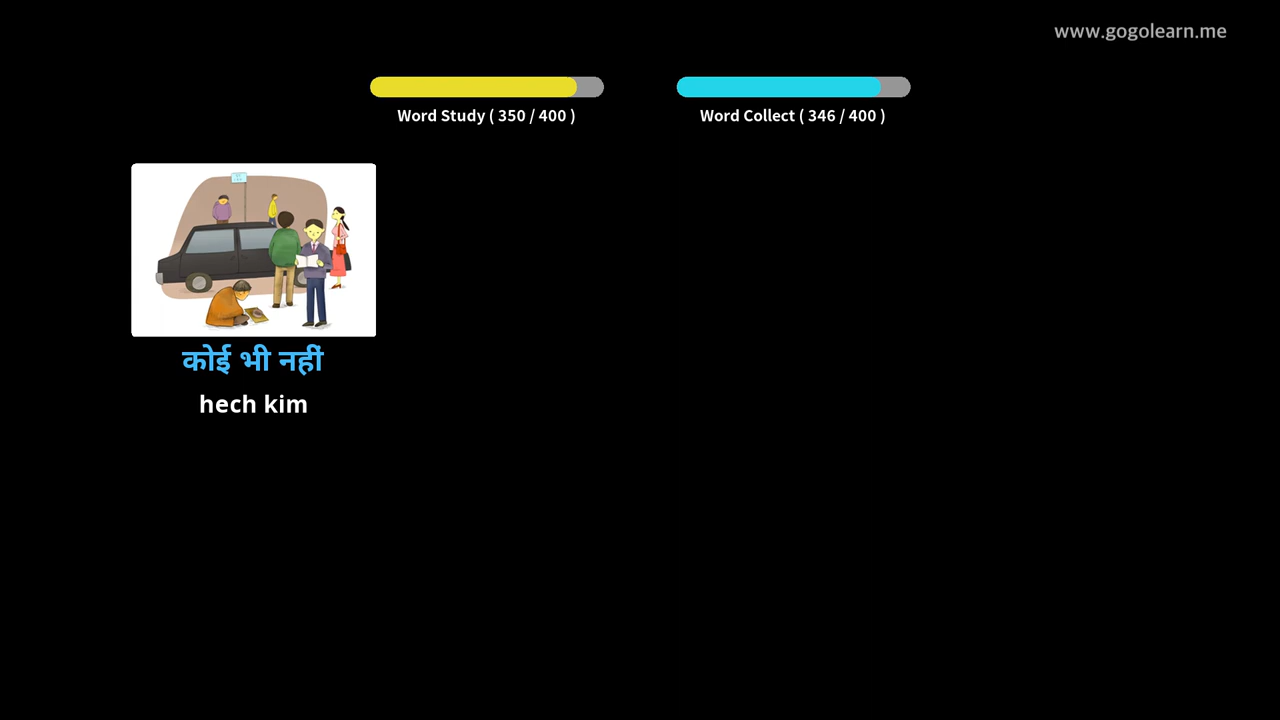 www.gogolearn.me
Word Study ( 350 / 400 )
Word Collect ( 346 / 400 )
कोई भी नहीं
hech kim